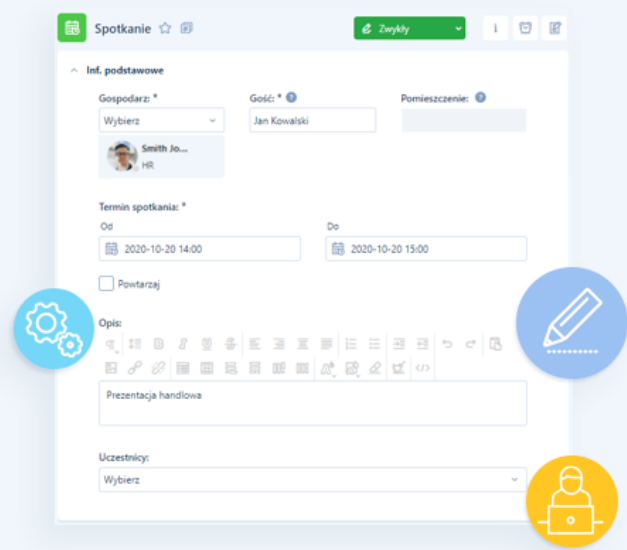 Spotkanie
Zwykły
i
Inf. podstawowe
Gospodarz: * Gość: * ? Pomieszczenie: ?
Wybierz Jan Kowalski
Smith Jo...
HR
Termin spotkania: *
Od Do
2020-10-20 14:00 2020-10-20 15:00
Powtarzaj
Opis:
Prezentacja handlowa
Uczestnicy:
Wybierz